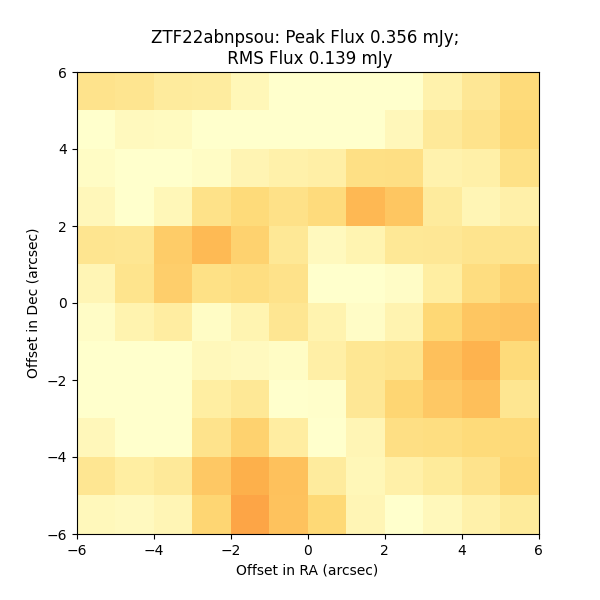 ZTF22abnpsou: Peak Flux 0.356 mJy;
RMS Flux 0.139 mJy
6
4
2
0
−2
−4
−6
Offset in Dec (arcsec)
−6 −4 −2 0 2 4 6
Offset in RA (arcsec)